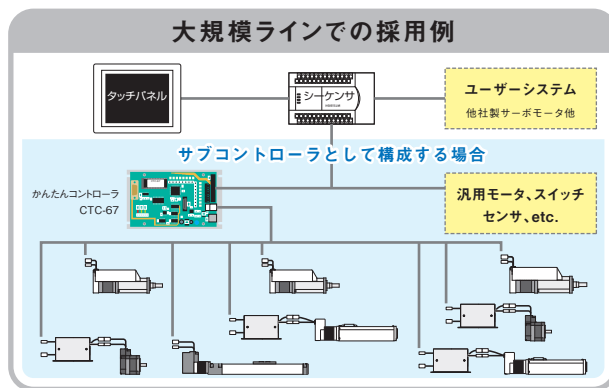 大規模ラインでの採用例
タッチパネル
シーケンサ
ユーザーシステム
他社製サーボモータ他
サブコントローラとして構成する場合
かんたんコントローラ
CTC-67
汎用モータ、スイッチ
センサ、etc.